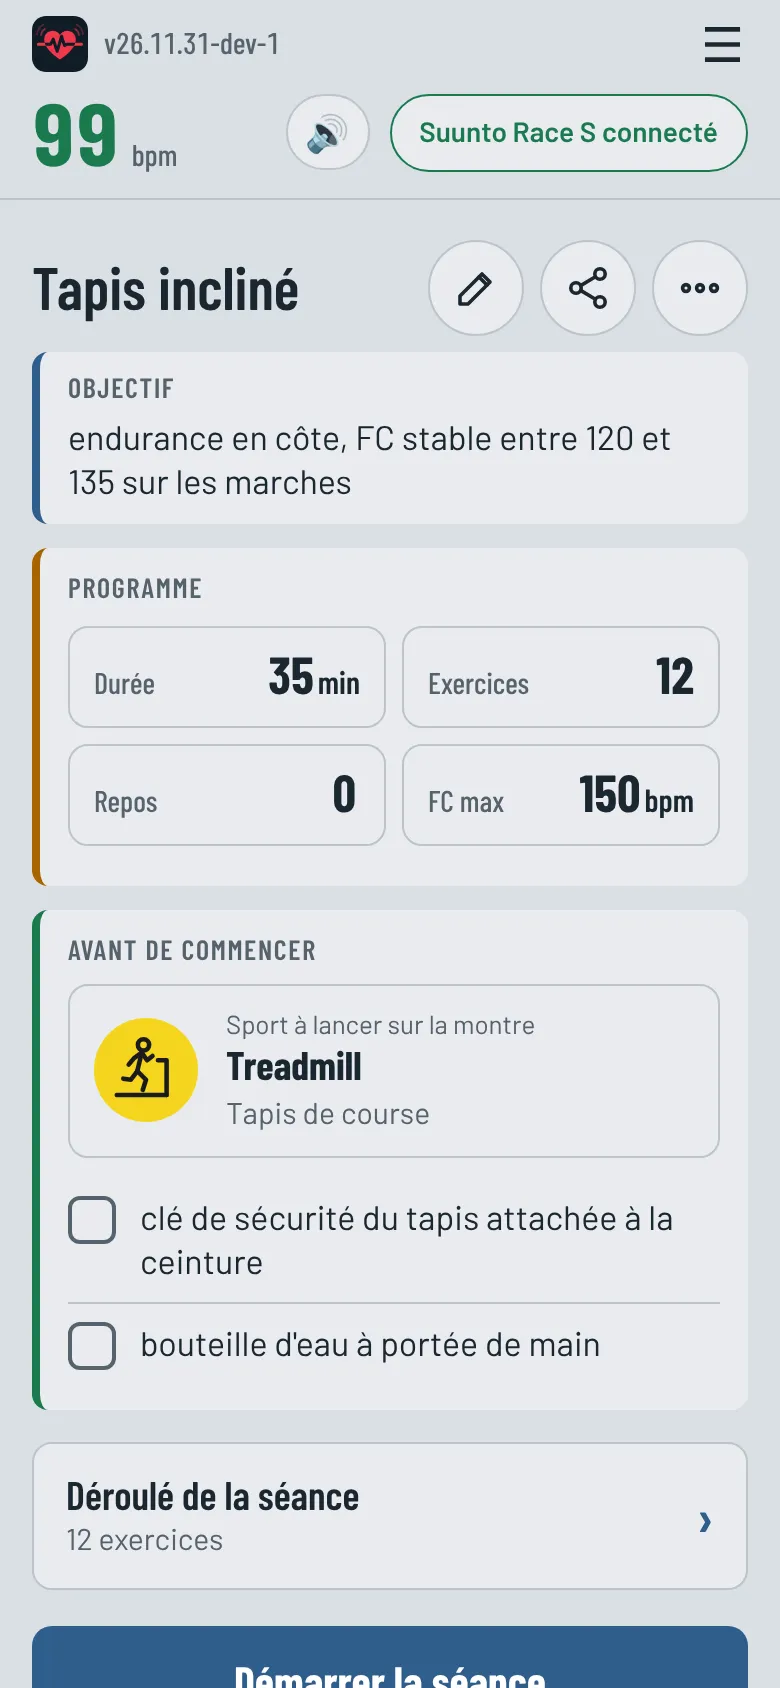 v26.11.31-dev-1
99 bpm
Suunto Race S connecté
Tapis incliné
OBJECTIF
endurance en côte, FC stable entre 120 et
135 sur les marches
PROGRAMME
Durée 35 min
Exercices 12
Repos 0
FC max 150 bpm
AVANT DE COMMENCER
Sport à lancer sur la montre
Treadmill
Tapis de course
clé de sécurité du tapis attachée à la
ceinture
bouteille d'eau à portée de main
Déroulé de la séance
12 exercices
Démarrer la séance